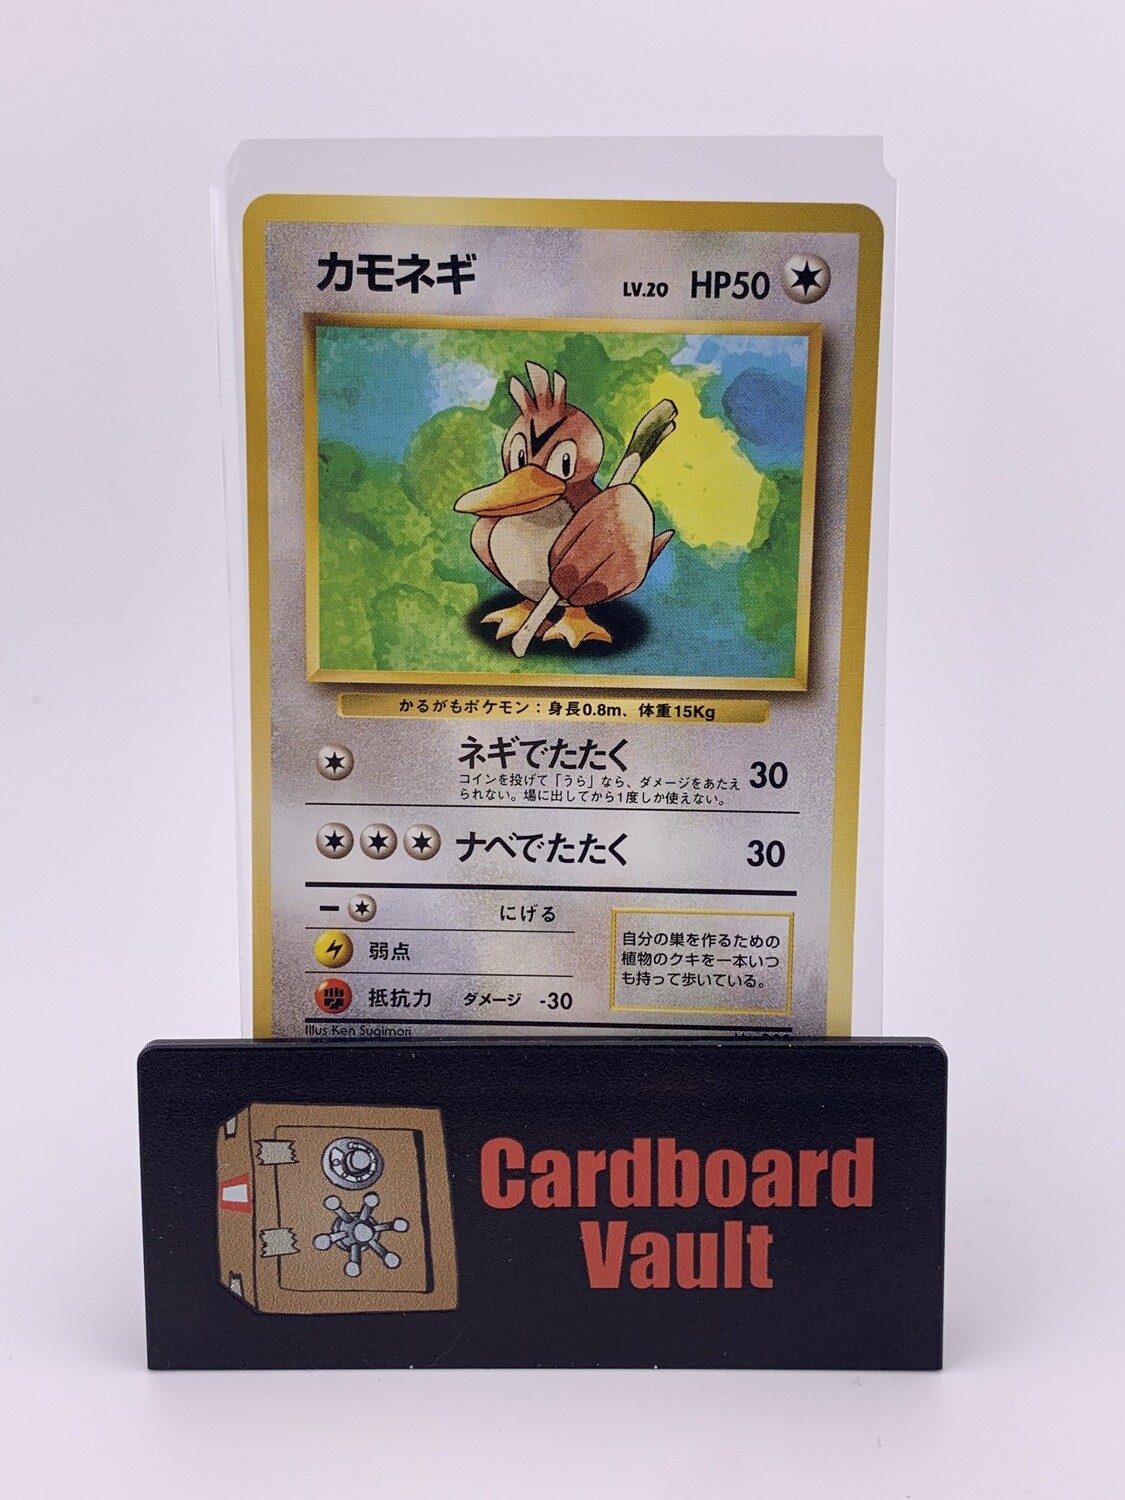 カモネギ LV.20 HP50
かるがもポケモン：身長0.8m、体重15Kg
ネギでたたく 30
コインを投げて「うら」なら、ダメージをあたえ
られない。場に出してから1度しか使えない。
ナベでたたく 30
− にげる
弱点
抵抗力 ダメージ -30
自分の巣を作るための
植物のクキを一本いつ
も持って歩いている。
Illus.Ken Sugimori
Cardboard
Vault